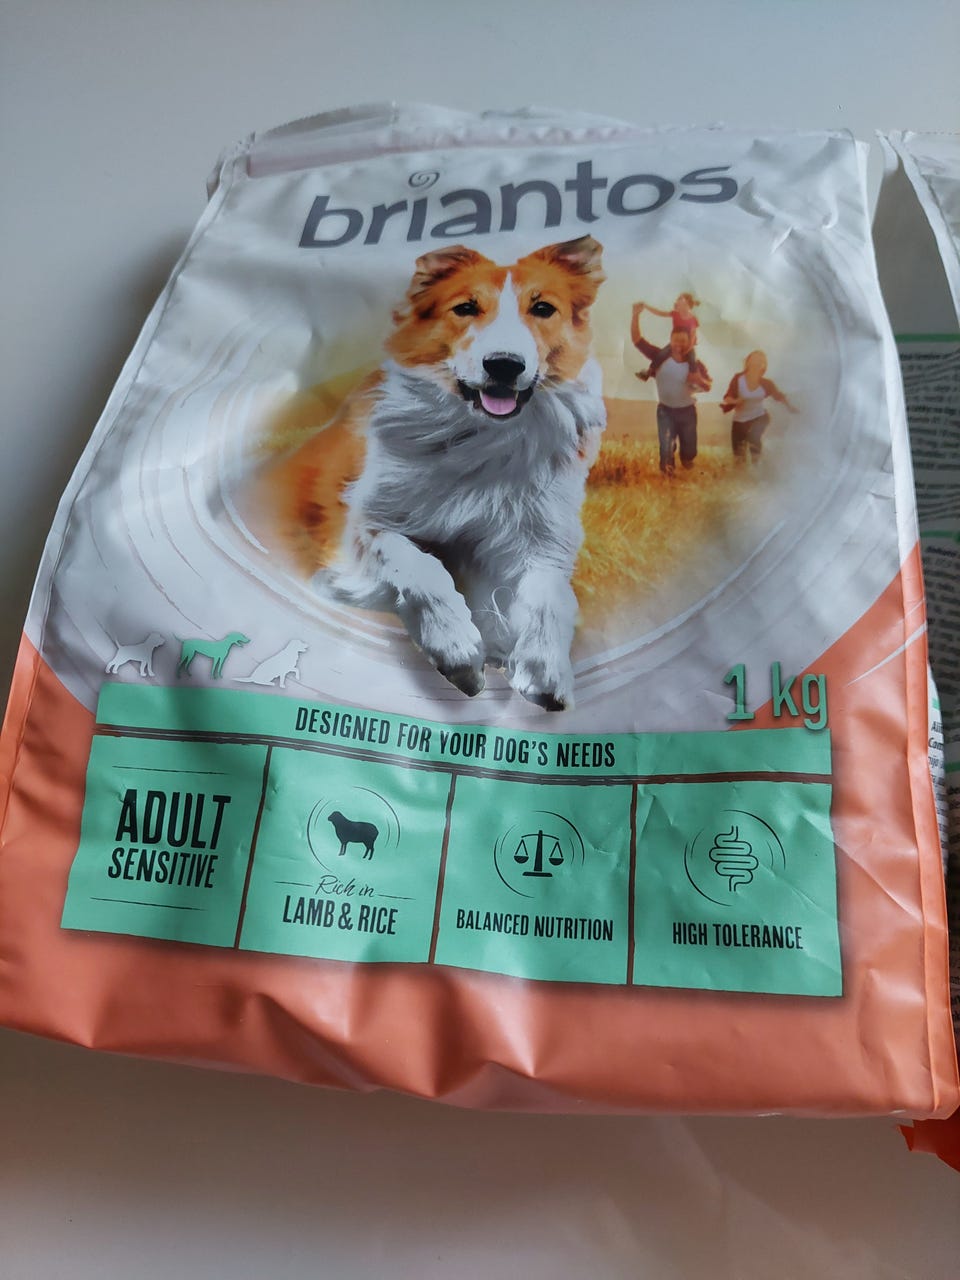 briantos
1 kg
DESIGNED FOR YOUR DOG'S NEEDS
ADULT
SENSITIVE
Rich in
LAMB & RICE
BALANCED NUTRITION
HIGH TOLERANCE